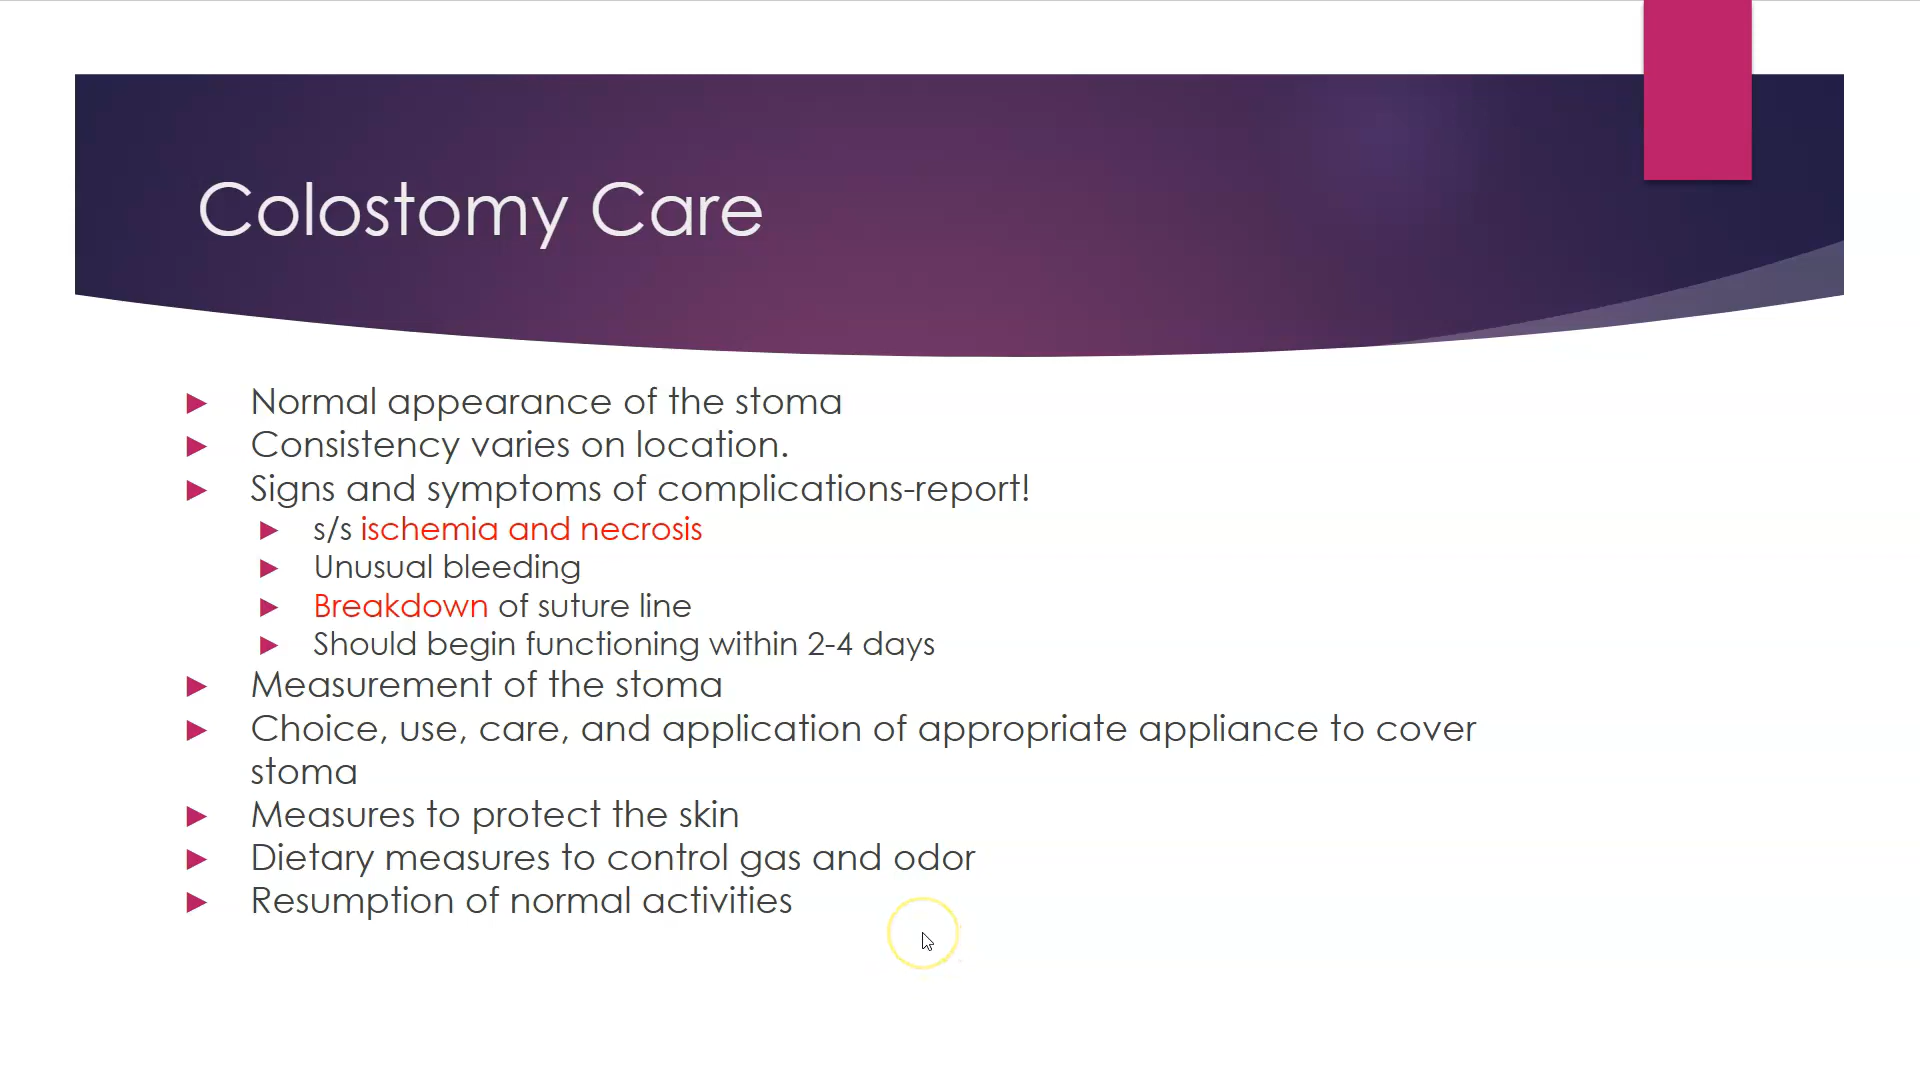 Colostomy Care
Normal appearance of the stoma
Consistency varies on location.
Signs and symptoms of complications-report!
s/s ischemia and necrosis
Unusual bleeding
Breakdown of suture line
Should begin functioning within 2-4 days
Measurement of the stoma
Choice, use, care, and application of appropriate appliance to cover
stoma
Measures to protect the skin
Dietary measures to control gas and odor
Resumption of normal activities